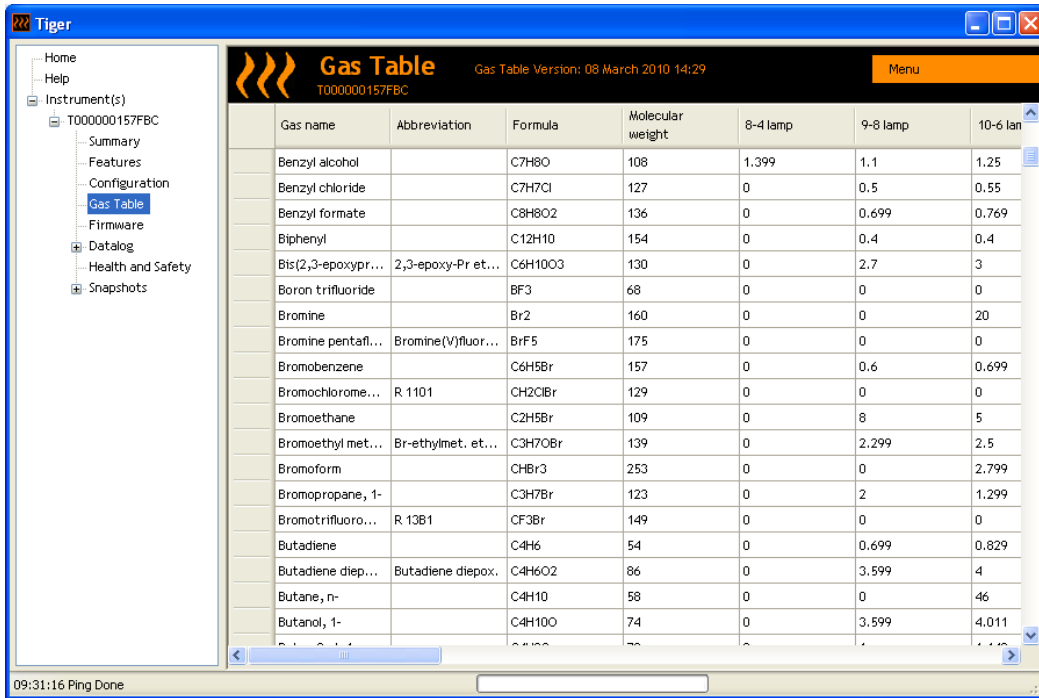 Tiger
Home
Help
Instrument(s)
T000000157FBC
Summary
Features
Configuration
Gas Table
Firmware
Datalog
Health and Safety
Snapshots
Gas Table Gas Table Version: 08 March 2010 14:29 Menu
T000000157FBC
Gas name Abbreviation Formula Molecular weight 8-4 lamp 9-8 lamp 10-6 lam
Benzyl alcohol C7H8O 108 1.399 1.1 1.25
Benzyl chloride C7H7Cl 127 0 0.5 0.55
Benzyl formate C8H8O2 136 0 0.699 0.769
Biphenyl C12H10 154 0 0.4 0.4
Bis(2,3-epoxypr... 2,3-epoxy-Pr et... C6H10O3 130 0 2.7 3
Boron trifluoride BF3 68 0 0 0
Bromine Br2 160 0 0 20
Bromine pentafl... Bromine(V)fluor... BrF5 175 0 0 0
Bromobenzene C6H5Br 157 0 0.6 0.699
Bromochlorome... R 1101 CH2ClBr 129 0 0 0
Bromoethane C2H5Br 109 0 8 5
Bromoethyl met... Br-ethylmet. et... C3H7OBr 139 0 2.299 2.5
Bromoform CHBr3 253 0 0 2.799
Bromopropane, 1- C3H7Br 123 0 2 1.299
Bromotrifluoro... R 13B1 CF3Br 149 0 0 0
Butadiene C4H6 54 0 0.699 0.829
Butadiene diep... Butadiene diepox. C4H6O2 86 0 3.599 4
Butane, n- C4H10 58 0 0 46
Butanol, 1- C4H10O 74 0 3.599 4.011
09:31:16 Ping Done